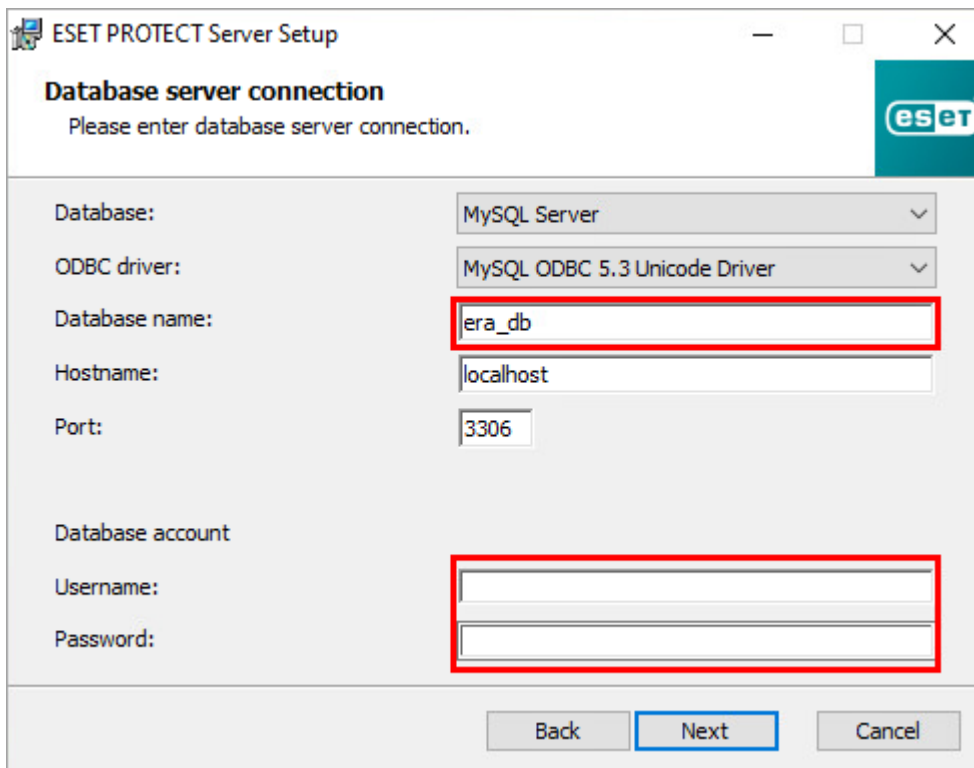 ESET PROTECT Server Setup
Database server connection
Please enter database server connection.
eset
Database: MySQL Server
ODBC driver: MySQL ODBC 5.3 Unicode Driver
Database name: era_db
Hostname: localhost
Port: 3306
Database account
Username:
Password:
Back Next Cancel